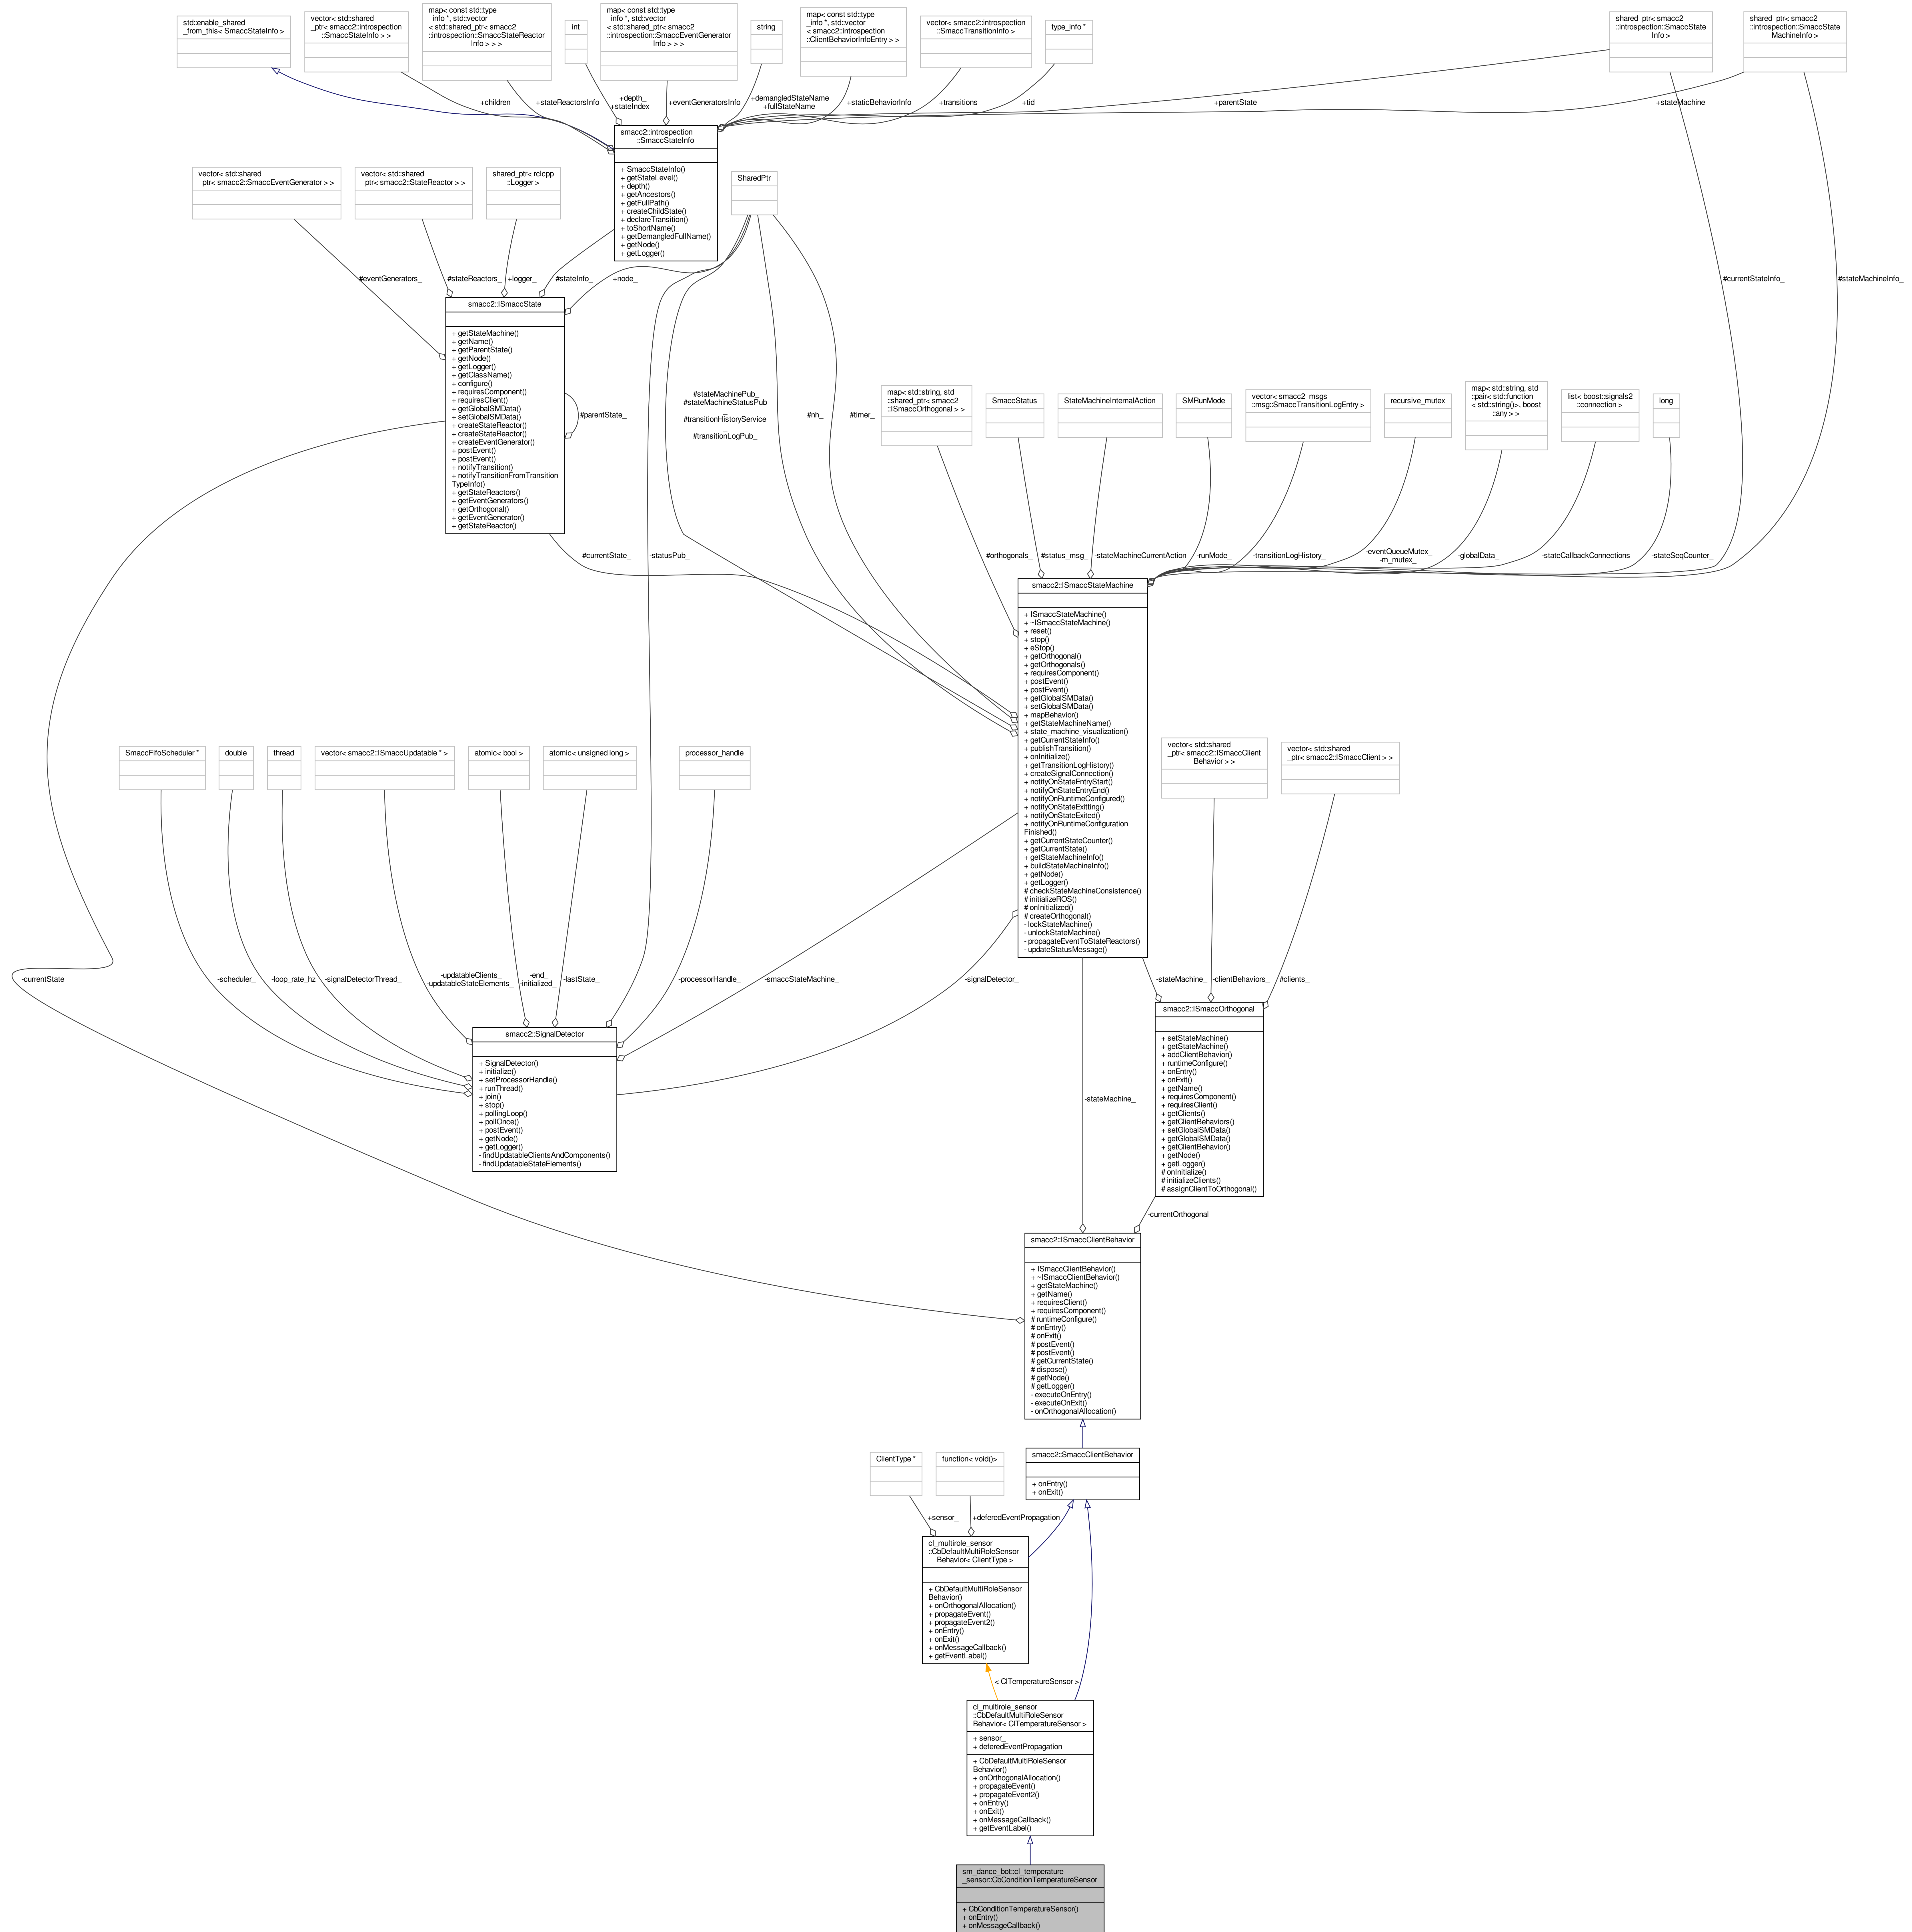 std::enable_shared
_from_this< SmaccStateInfo >
vector< std::shared
_ptr< smacc2::introspection
::SmaccStateInfo > >
map< const std::type
_info *, std::vector
< std::shared_ptr< smacc2
::introspection::SmaccStateReactor
Info > > >
int
map< const std::type
_info *, std::vector
< std::shared_ptr< smacc2
::introspection::SmaccEventGenerator
Info > > >
string
map< const std::type
_info *, std::vector
< smacc2::introspection
::ClientBehaviorInfoEntry > >
vector< smacc2::introspection
::SmaccTransitionInfo >
type_info *
shared_ptr< smacc2
::introspection::SmaccState
Info >
shared_ptr< smacc2
::introspection::SmaccState
MachineInfo >
+children_
+stateReactorsInfo
+depth_
+stateIndex_
+eventGeneratorsInfo
+demangledStateName
+fullStateName
+staticBehaviorInfo
+transitions_
+tid_
+parentState_
+stateMachine_
smacc2::introspection
::SmaccStateInfo
+ SmaccStateInfo()
+ getStateLevel()
+ depth()
+ getAncestors()
+ getFullPath()
+ createChildState()
+ declareTransition()
+ toShortName()
+ getDemangledFullName()
+ getNode()
+ getLogger()
vector< std::shared
_ptr< smacc2::SmaccEventGenerator > >
vector< std::shared
_ptr< smacc2::StateReactor > >
shared_ptr< rclcpp
::Logger >
SharedPtr
#eventGenerators_
#stateReactors_
+logger_
#stateInfo_
+node_
#currentStateInfo_
#stateMachineInfo_
smacc2::ISmaccState
+ getStateMachine()
+ getName()
+ getParentState()
+ getNode()
+ getLogger()
+ getClassName()
+ configure()
+ requiresComponent()
+ requiresClient()
+ getGlobalSMData()
+ setGlobalSMData()
+ createStateReactor()
+ createStateReactor()
+ createEventGenerator()
+ postEvent()
+ postEvent()
+ notifyTransition()
+ notifyTransitionFromTransition
TypeInfo()
+ getStateReactors()
+ getEventGenerators()
+ getOrthogonal()
+ getEventGenerator()
+ getStateReactor()
#parentState_
#stateMachinePub_
#stateMachineStatusPub
_
#transitionHistoryService
_
#transitionLogPub_
#nh_
#timer_
map< std::string, std
::shared_ptr< smacc2
::ISmaccOrthogonal > >
SmaccStatus
StateMachineInternalAction
SMRunMode
vector< smacc2_msgs
::msg::SmaccTransitionLogEntry >
recursive_mutex
map< std::string, std
::pair< std::function
< std::string()>, boost
::any > >
list< boost::signals2
::connection >
long
#currentState_
-statusPub_
#orthogonals_
#status_msg_
-stateMachineCurrentAction
-runMode_
-transitionLogHistory_
-eventQueueMutex_
-m_mutex_
-globalData_
-stateCallbackConnections
-stateSeqCounter_
smacc2::ISmaccStateMachine
+ ISmaccStateMachine()
+ ~ISmaccStateMachine()
+ reset()
+ stop()
+ eStop()
+ getOrthogonal()
+ getOrthogonals()
+ requiresComponent()
+ postEvent()
+ postEvent()
+ getGlobalSMData()
+ setGlobalSMData()
+ mapBehavior()
+ getStateMachineName()
+ state_machine_visualization()
+ getCurrentStateInfo()
+ publishTransition()
+ onInitialize()
+ getTransitionLogHistory()
+ createSignalConnection()
+ notifyOnStateEntryStart()
+ notifyOnStateEntryEnd()
+ notifyOnRuntimeConfigured()
+ notifyOnStateExitting()
+ notifyOnStateExited()
+ notifyOnRuntimeConfiguration
Finished()
+ getCurrentStateCounter()
+ getCurrentState()
+ getStateMachineInfo()
+ buildStateMachineInfo()
+ getNode()
+ getLogger()
# checkStateMachineConsistence()
# initializeROS()
# onInitialized()
# createOrthogonal()
- lockStateMachine()
- unlockStateMachine()
- propagateEventToStateReactors()
- updateStatusMessage()
SmaccFifoScheduler *
double
thread
vector< smacc2::ISmaccUpdatable * >
atomic< bool >
atomic< unsigned long >
processor_handle
vector< std::shared
_ptr< smacc2::ISmaccClient
Behavior > >
vector< std::shared
_ptr< smacc2::ISmaccClient > >
-currentState
-scheduler_
-loop_rate_hz
-signalDetectorThread_
-updatableClients_
-updatableStateElements_
-end_
-initialized_
-lastState_
-processorHandle_
-smaccStateMachine_
-signalDetector_
-stateMachine_
-clientBehaviors_
#clients_
smacc2::SignalDetector
+ SignalDetector()
+ initialize()
+ setProcessorHandle()
+ runThread()
+ join()
+ stop()
+ pollingLoop()
+ pollOnce()
+ postEvent()
+ getNode()
+ getLogger()
- findUpdatableClientsAndComponents()
- findUpdatableStateElements()
smacc2::ISmaccOrthogonal
+ setStateMachine()
+ getStateMachine()
+ addClientBehavior()
+ runtimeConfigure()
+ onEntry()
+ onExit()
+ getName()
+ requiresComponent()
+ requiresClient()
+ getClients()
+ getClientBehaviors()
+ setGlobalSMData()
+ getGlobalSMData()
+ getClientBehavior()
+ getNode()
+ getLogger()
# onInitialize()
# initializeClients()
# assignClientToOrthogonal()
-stateMachine_
-currentOrthogonal
smacc2::ISmaccClientBehavior
+ ISmaccClientBehavior()
+ ~ISmaccClientBehavior()
+ getStateMachine()
+ getName()
+ requiresClient()
+ requiresComponent()
# runtimeConfigure()
# onEntry()
# onExit()
# postEvent()
# postEvent()
# getCurrentState()
# dispose()
# getNode()
# getLogger()
- executeOnEntry()
- executeOnExit()
- onOrthogonalAllocation()
ClientType *
function< void()>
smacc2::SmaccClientBehavior
+ onEntry()
+ onExit()
+sensor_
+deferedEventPropagation
cl_multirole_sensor
::CbDefaultMultiRoleSensor
Behavior< ClientType >
+ CbDefaultMultiRoleSensor
Behavior()
+ onOrthogonalAllocation()
+ propagateEvent()
+ propagateEvent2()
+ onEntry()
+ onExit()
+ onMessageCallback()
+ getEventLabel()
< ClTemperatureSensor >
cl_multirole_sensor
::CbDefaultMultiRoleSensor
Behavior< ClTemperatureSensor >
+ sensor_
+ deferedEventPropagation
+ CbDefaultMultiRoleSensor
Behavior()
+ onOrthogonalAllocation()
+ propagateEvent()
+ propagateEvent2()
+ onEntry()
+ onExit()
+ onMessageCallback()
+ getEventLabel()
sm_dance_bot::cl_temperature
_sensor::CbConditionTemperatureSensor
+ CbConditionTemperatureSensor()
+ onEntry()
+ onMessageCallback()